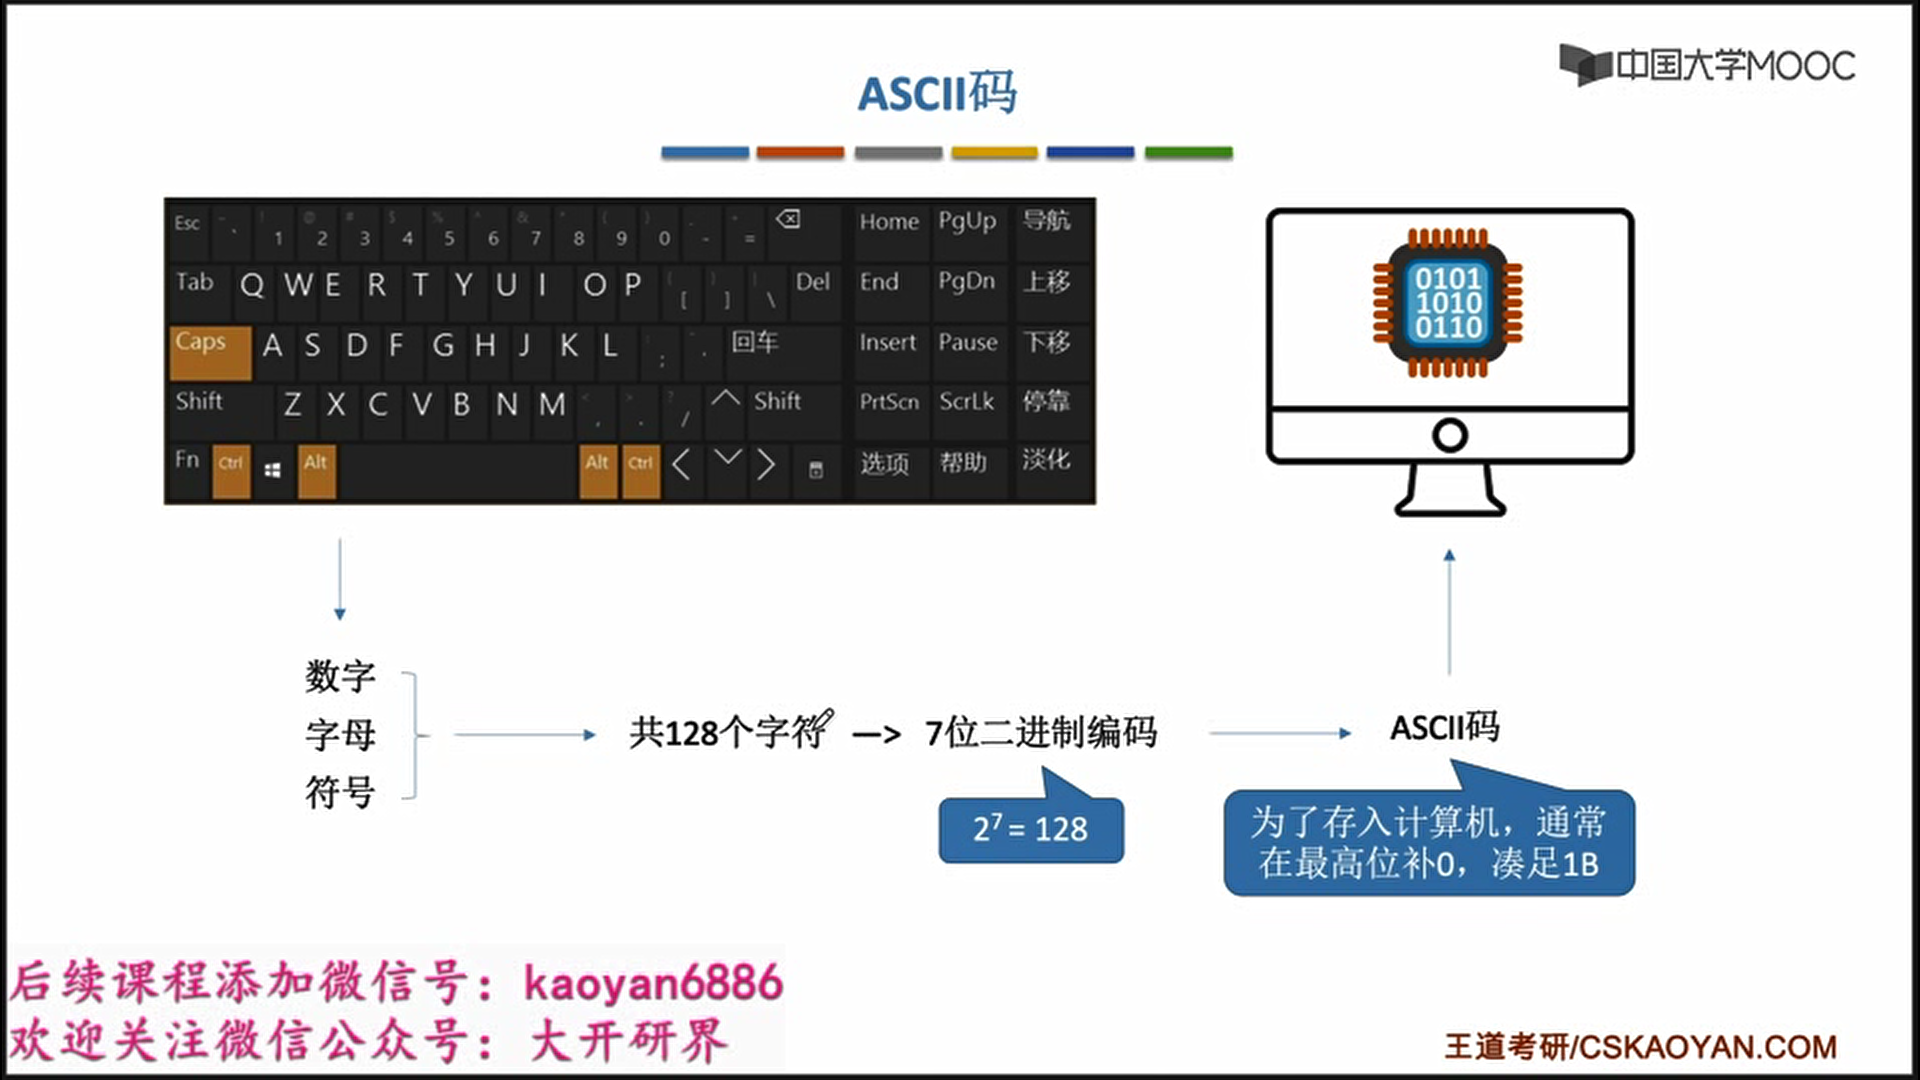 中国大学MOOC
ASCII码
Esc 1 2 3 4 5 6 7 8 9 0 - = Home PgUp 导航
Tab Q W E R T Y U I O P [ ] \ Del End PgDn 上移
Caps A S D F G H J K L ; 回车 Insert Pause 下移
Shift Z X C V B N M , . / Shift PrtScn ScrLk 停靠
Fn Ctrl Alt Alt Ctrl 选项 帮助 淡化
0101
1010
0110
数字
字母
符号
共128个字符 —> 7位二进制编码
ASCII码
2⁷ = 128
为了存入计算机，通常
在最高位补0，凑足1B
后续课程添加微信号：kaoyan6886
欢迎关注微信公众号：大开研界
王道考研/CSKAOYAN.COM